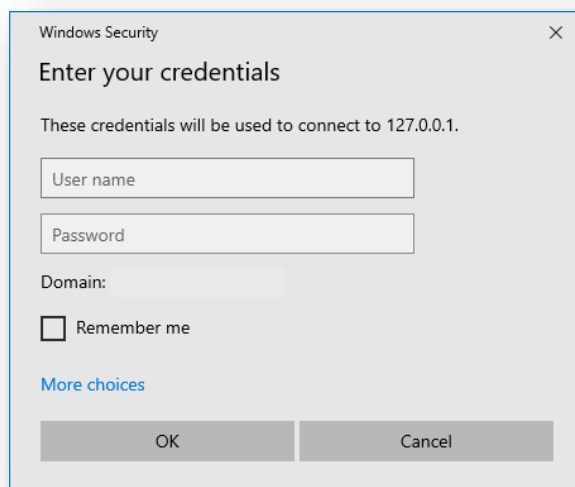 Windows Security
Enter your credentials
These credentials will be used to connect to 127.0.0.1.
User name
Password
Domain:
Remember me
More choices
OK Cancel